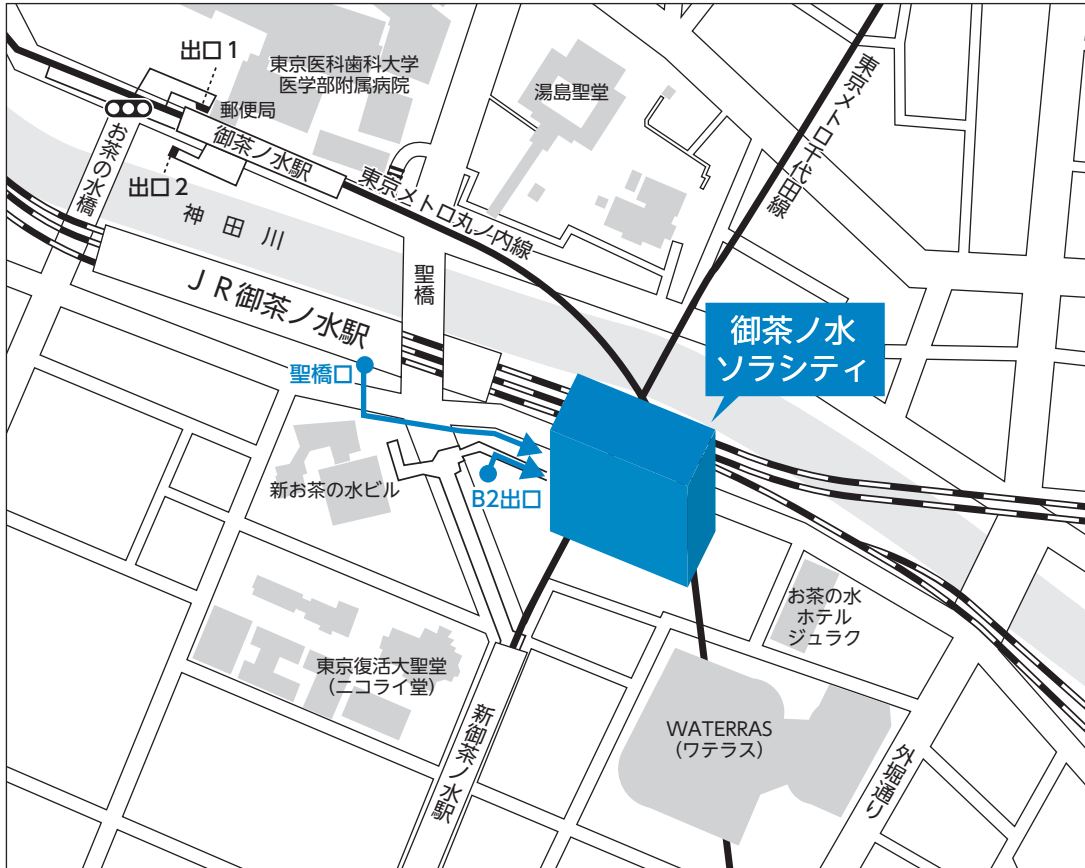 出口1
東京医科歯科大学
医学部附属病院
湯島聖堂
東京メトロ千代田線
郵便局
御茶ノ水駅
お茶の水橋
出口2
東京メトロ丸ノ内線
神田川
聖橋
JR御茶ノ水駅
御茶ノ水
ソラシティ
聖橋口
新お茶の水ビル
B2出口
お茶の水
ホテル
ジュラク
東京復活大聖堂
(ニコライ堂)
新御茶ノ水駅
WATERRAS
(ワテラス)
外堀通り